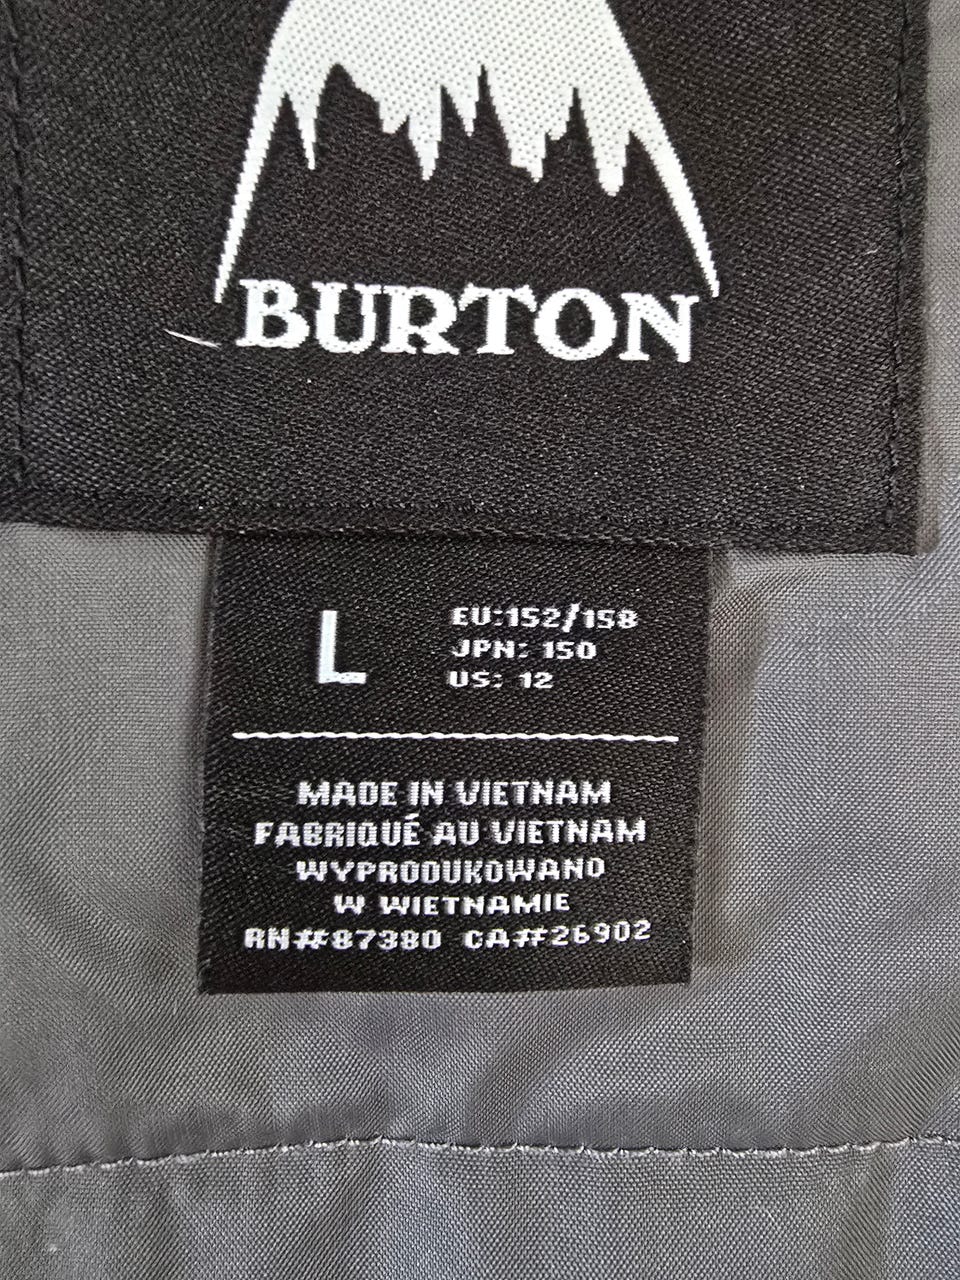 BURTON
L
EU:152/158
JPN: 150
US: 12
MADE IN VIETNAM
FABRIQUÉ AU VIETNAM
WYPRODUKOWANO
W WIETNAMIE
RN#87380 CA#26902